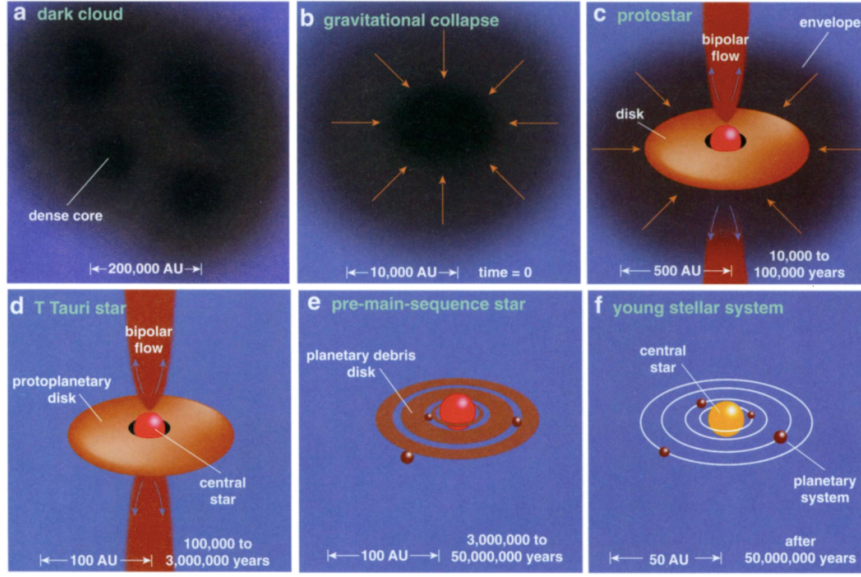 a dark cloud
dense core
200,000 AU
b gravitational collapse
10,000 AU
time = 0
c protostar
envelope
bipolar
flow
disk
500 AU
10,000 to
100,000 years
d T Tauri star
bipolar
flow
protoplanetary
disk
central
star
100 AU
100,000 to
3,000,000 years
e pre-main-sequence star
planetary debris
disk
100 AU
3,000,000 to
50,000,000 years
f young stellar system
central
star
planetary
system
50 AU
after
50,000,000 years